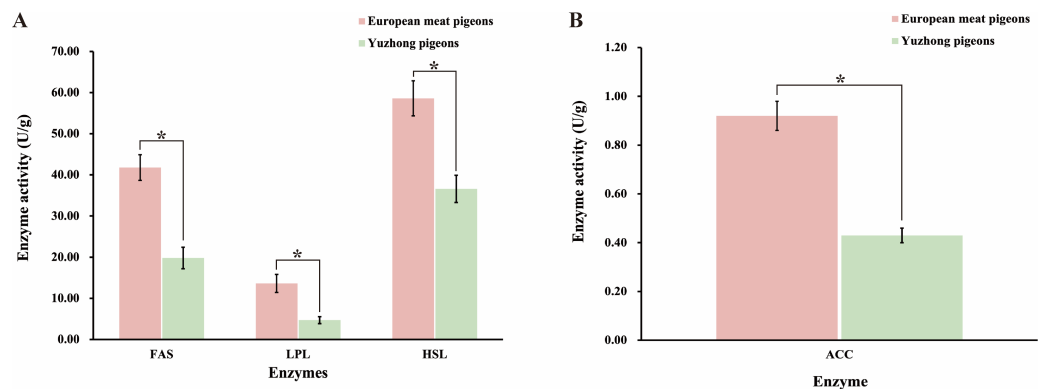 A
European meat pigeons
Yuzhong pigeons
Enzyme activity (U/g)
70.00
60.00
50.00
40.00
30.00
20.00
10.00
0.00
*
*
*
FAS
LPL
HSL
Enzymes
B
European meat pigeons
Yuzhong pigeons
Enzyme activity (U/g)
1.20
1.00
0.80
0.60
0.40
0.20
0.00
*
ACC
Enzyme